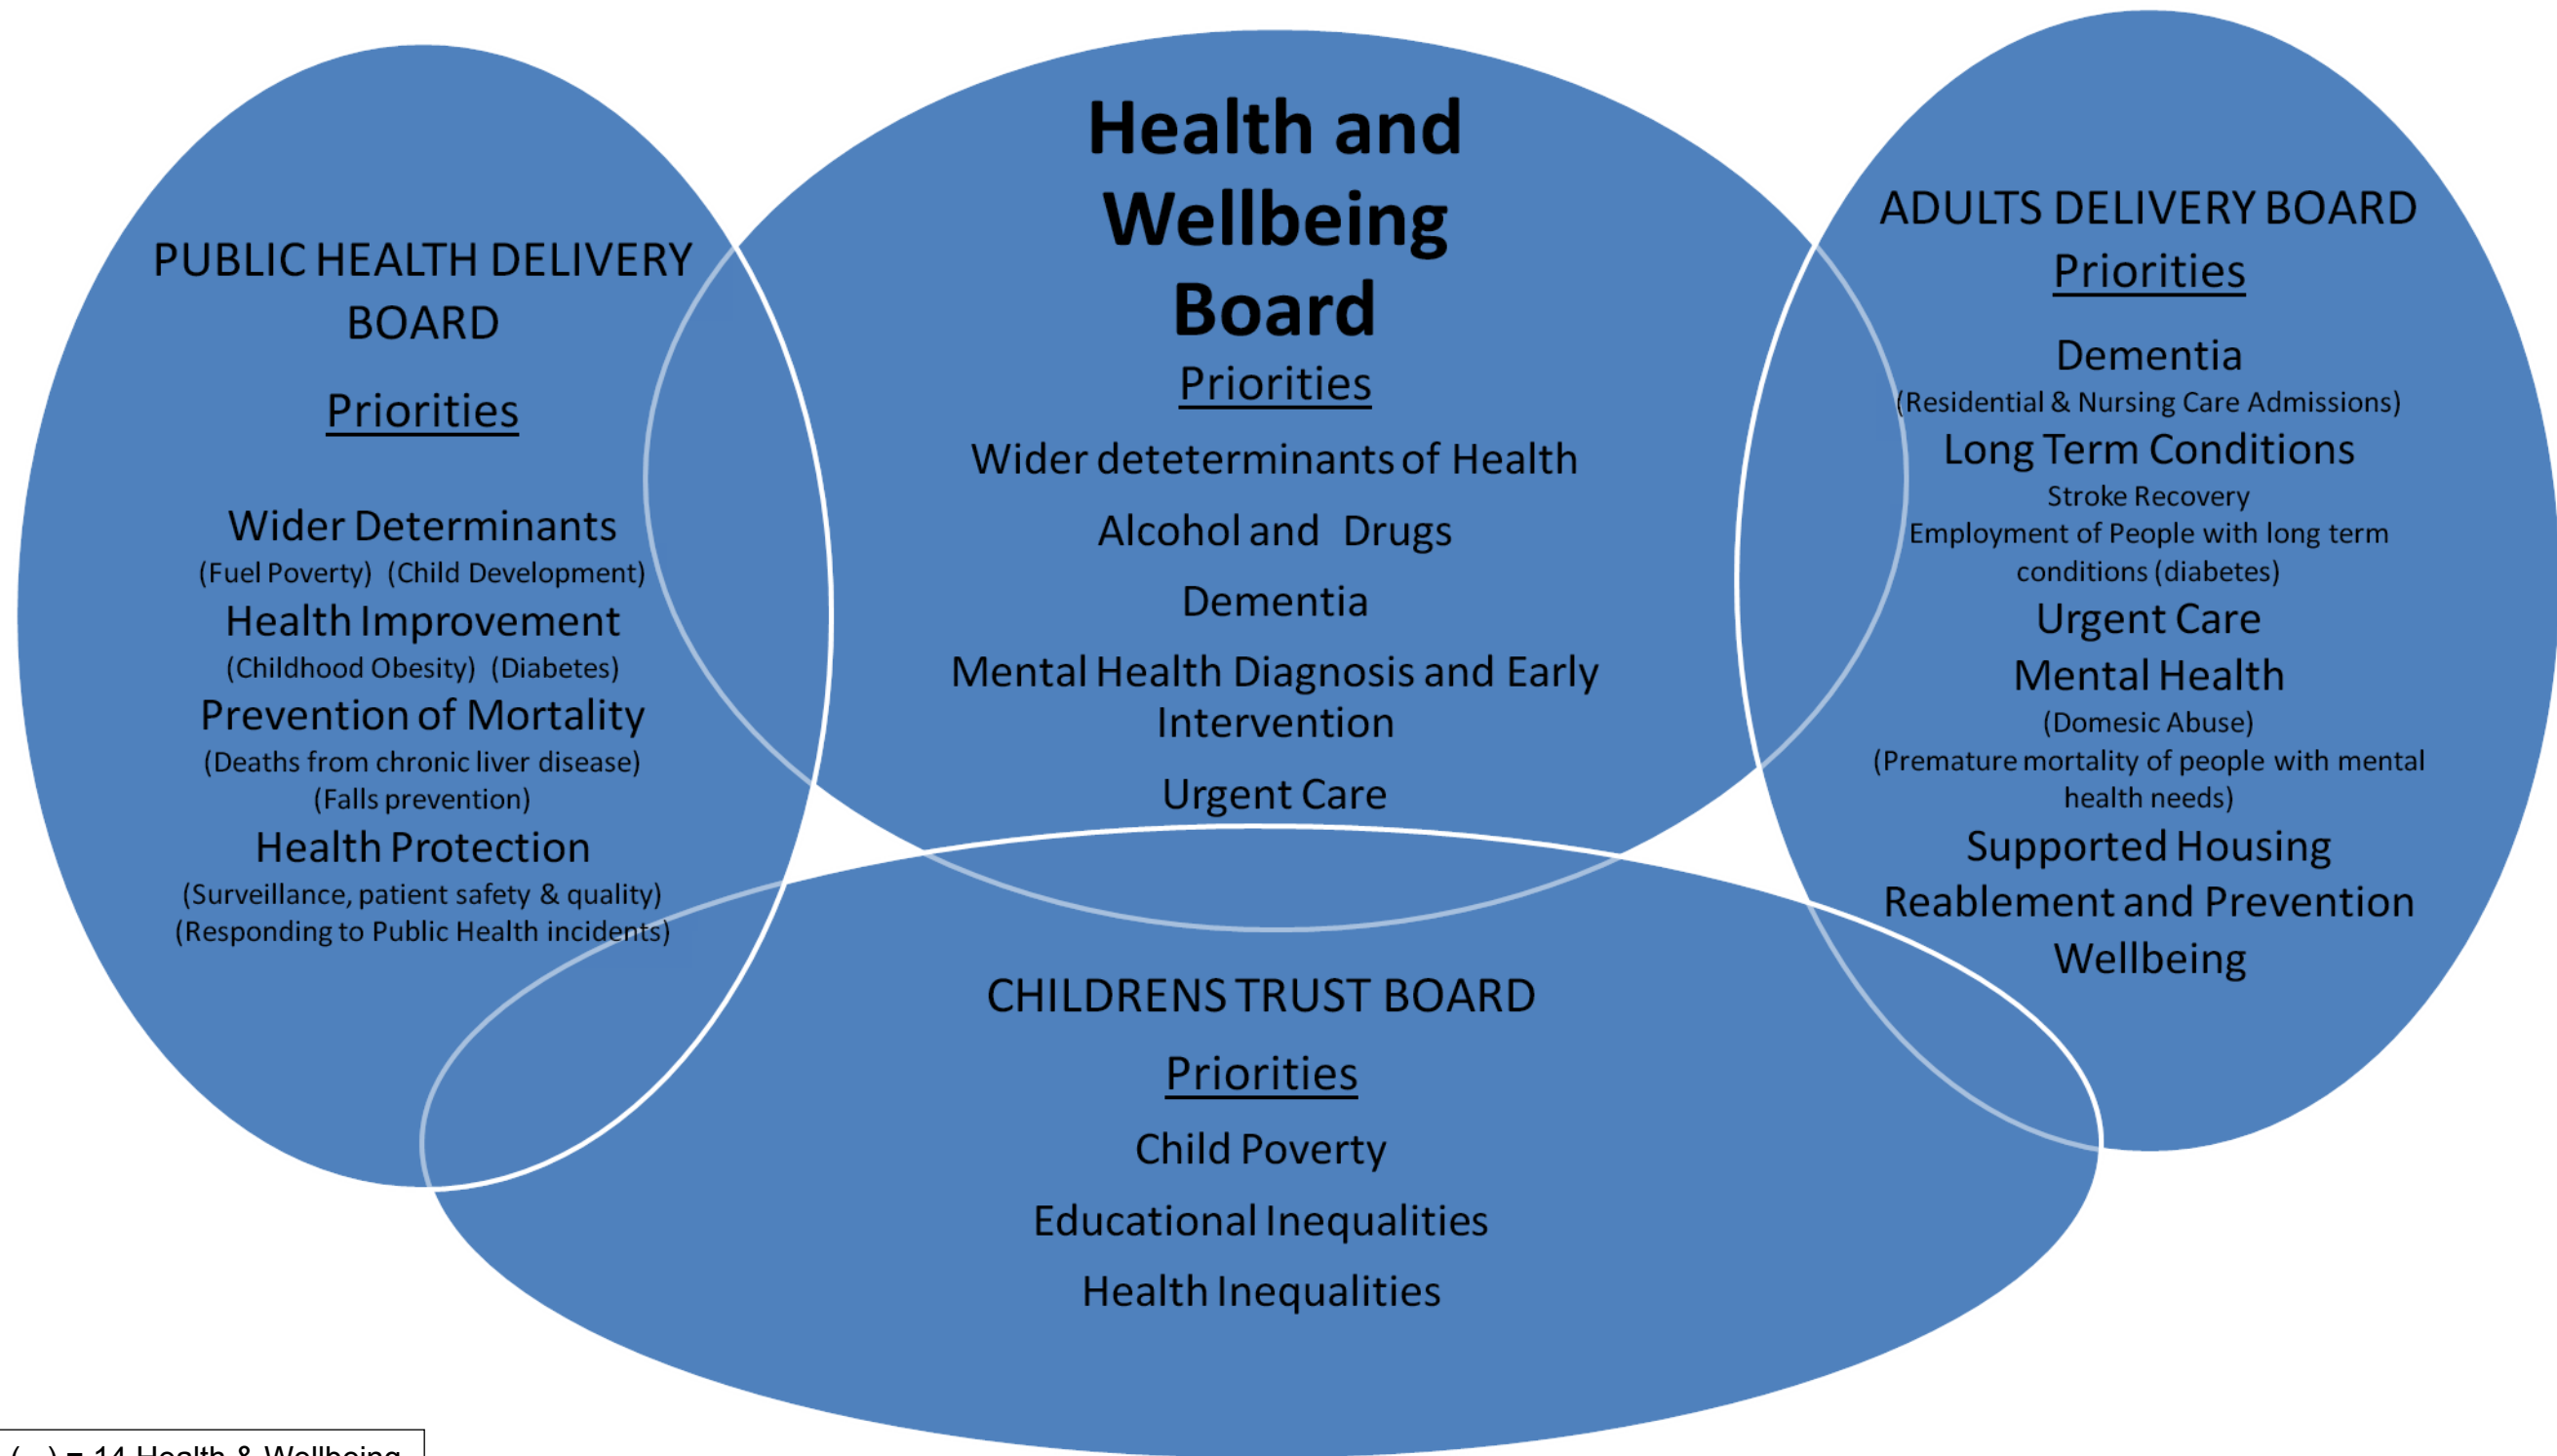 PUBLIC HEALTH DELIVERY
BOARD
Priorities
Wider Determinants
(Fuel Poverty) (Child Development)
Health Improvement
(Childhood Obesity) (Diabetes)
Prevention of Mortality
(Deaths from chronic liver disease)
(Falls prevention)
Health Protection
(Surveillance, patient safety & quality)
(Responding to Public Health incidents)
Health and
Wellbeing
Board
Priorities
Wider deteterminants of Health
Alcohol and Drugs
Dementia
Mental Health Diagnosis and Early
Intervention
Urgent Care
ADULTS DELIVERY BOARD
Priorities
Dementia
(Residential & Nursing Care Admissions)
Long Term Conditions
Stroke Recovery
Employment of People with long term
conditions (diabetes)
Urgent Care
Mental Health
(Domesic Abuse)
(Premature mortality of people with mental
health needs)
Supported Housing
Reablement and Prevention
Wellbeing
CHILDRENS TRUST BOARD
Priorities
Child Poverty
Educational Inequalities
Health Inequalities
( ) = 14 Health & Wellbeing